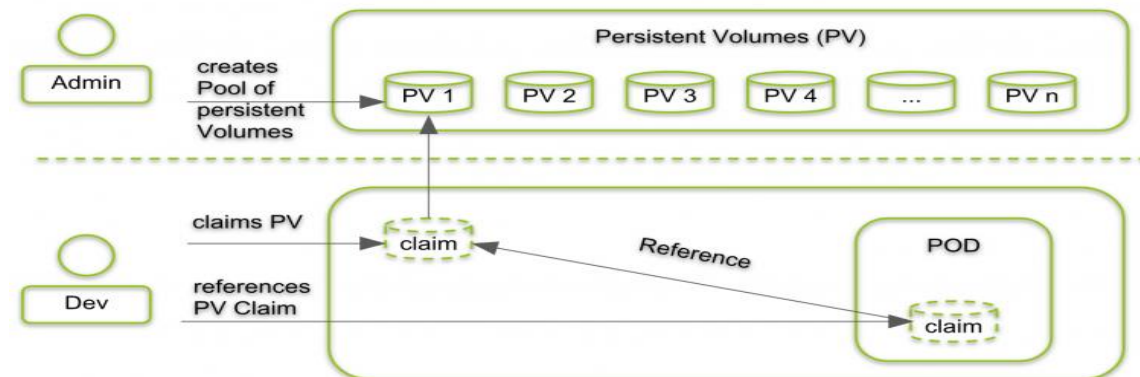 Persistent Volumes (PV)
Admin
creates
Pool of
persistent
Volumes
PV 1
PV 2
PV 3
PV 4
...
PV n
claims PV
claim
Reference
POD
Dev
references
PV Claim
claim